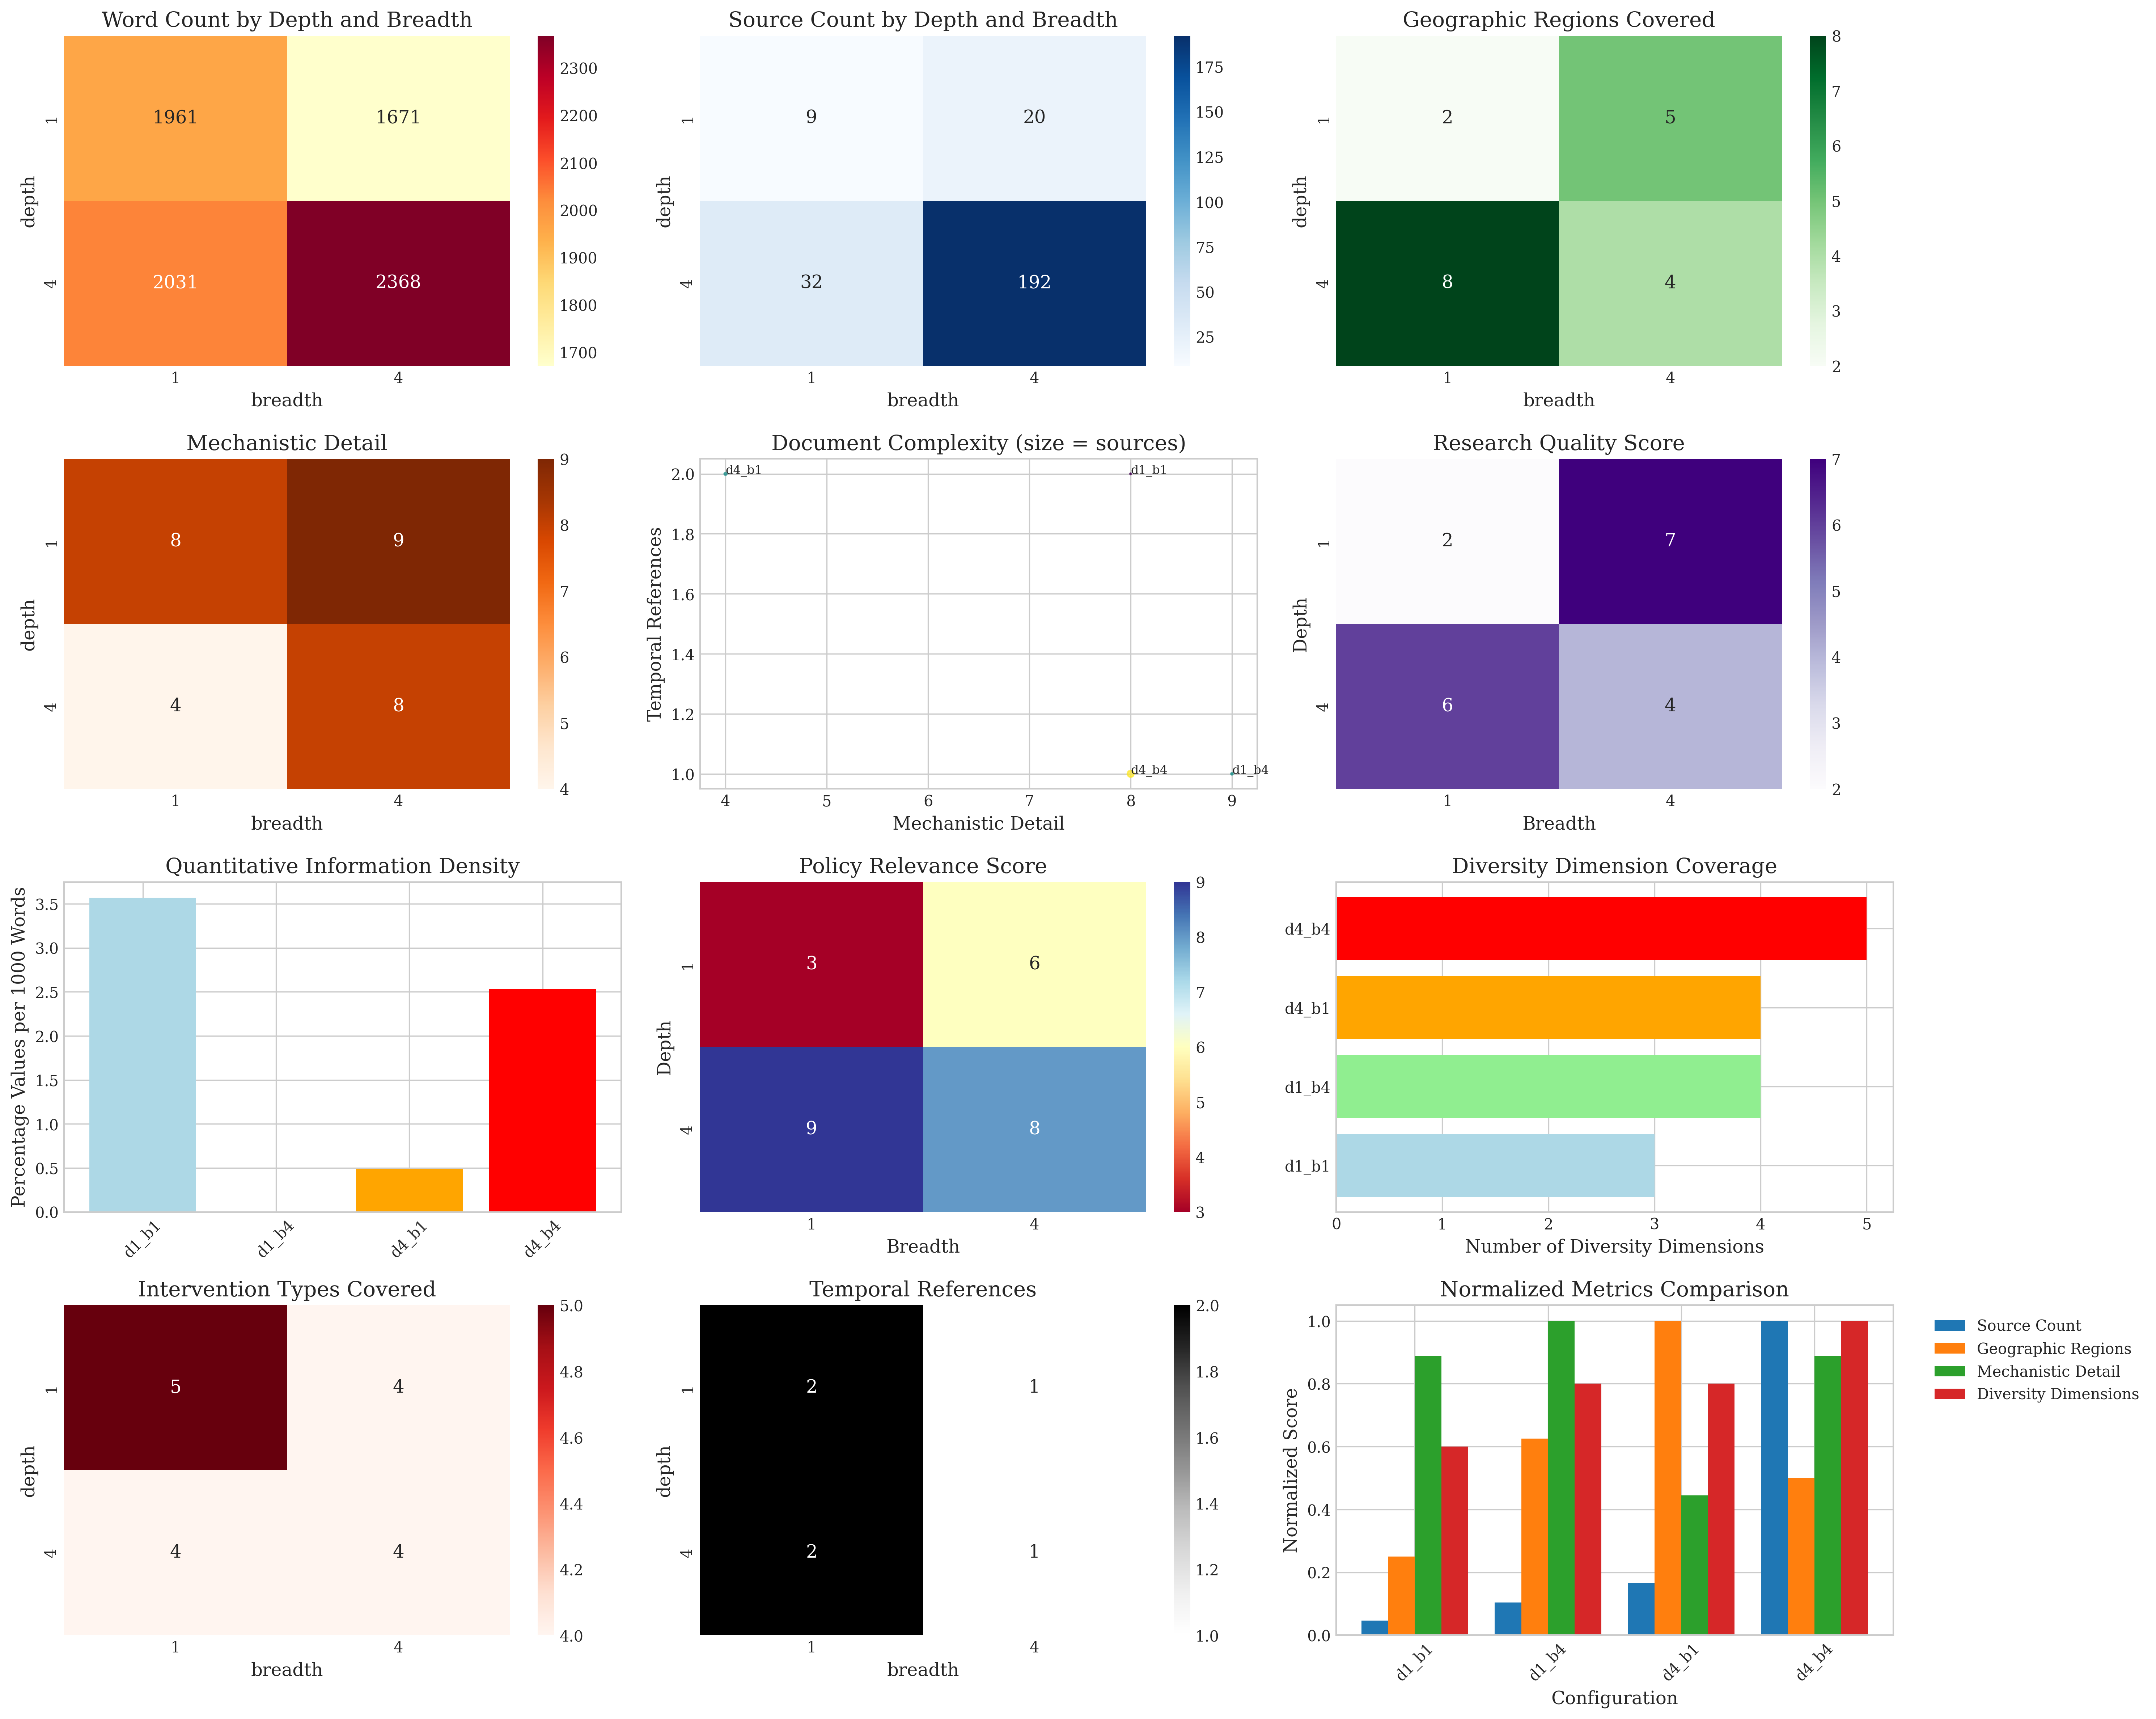 Word Count by Depth and Breadth
1961
1671
2031
2368
1
4
depth
1
4
breadth
2300
2200
2100
2000
1900
1800
1700
Source Count by Depth and Breadth
9
20
32
192
1
4
depth
1
4
breadth
175
150
125
100
75
50
25
Geographic Regions Covered
2
5
8
4
1
4
depth
1
4
breadth
8
7
6
5
4
3
2
Mechanistic Detail
8
9
4
8
1
4
depth
1
4
breadth
9
8
7
6
5
4
Document Complexity (size = sources)
2.0
1.8
1.6
1.4
1.2
1.0
Temporal References
d4_b1
d1_b1
d4_b4
d1_b4
4
5
6
7
8
9
Mechanistic Detail
Research Quality Score
2
7
6
4
1
4
Depth
1
4
Breadth
7
6
5
4
3
2
Quantitative Information Density
Percentage Values per 1000 Words
3.5
3.0
2.5
2.0
1.5
1.0
0.5
0.0
d1_b1
d1_b4
d4_b1
d4_b4
Policy Relevance Score
3
6
9
8
1
4
Depth
1
4
Breadth
9
8
7
6
5
4
3
Diversity Dimension Coverage
d4_b4
d4_b1
d1_b4
d1_b1
0
1
2
3
4
5
Number of Diversity Dimensions
Intervention Types Covered
5
4
4
4
1
4
depth
1
4
breadth
5.0
4.8
4.6
4.4
4.2
4.0
Temporal References
2
1
2
1
1
4
depth
1
4
breadth
2.0
1.8
1.6
1.4
1.2
1.0
Normalized Metrics Comparison
Normalized Score
1.0
0.8
0.6
0.4
0.2
0.0
d1_b1
d1_b4
d4_b1
d4_b4
Configuration
Source Count
Geographic Regions
Mechanistic Detail
Diversity Dimensions